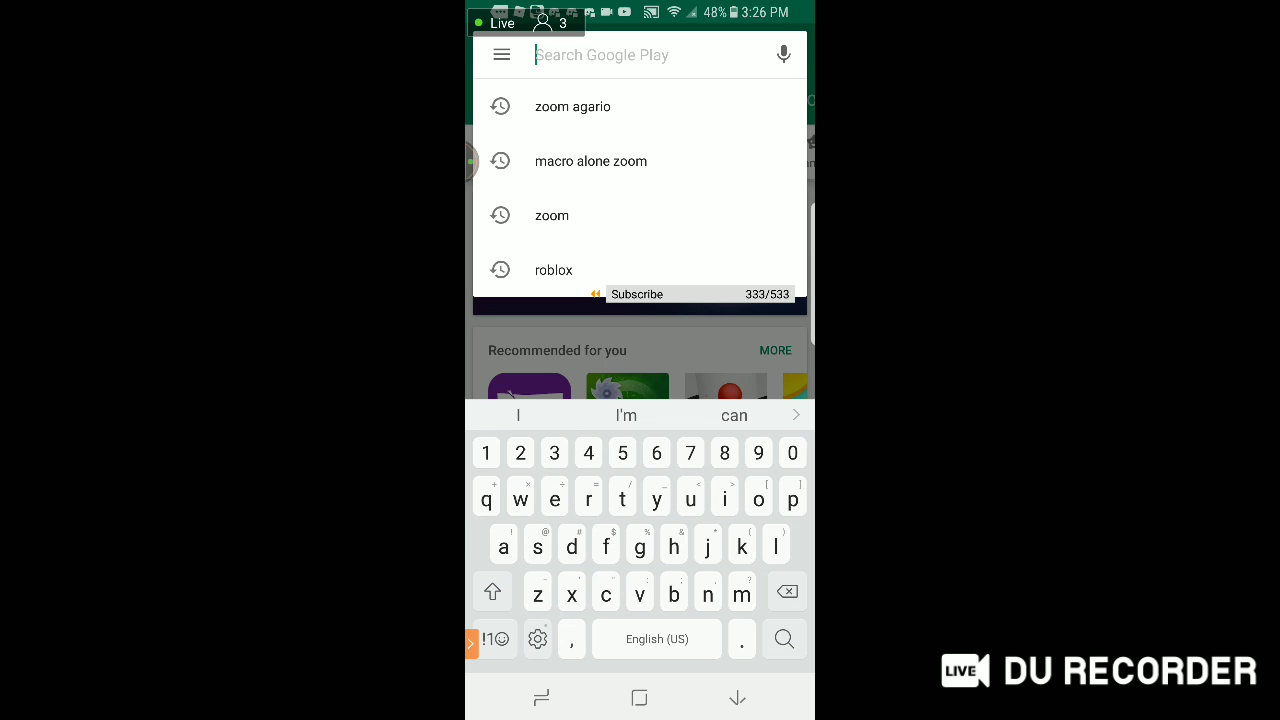 48% 3:26 PM
Live 3
Search Google Play
zoom agario
macro alone zoom
zoom
roblox
Subscribe 333/533
Recommended for you MORE
I I'm can
1 2 3 4 5 6 7 8 9 0
q w e r t y u i o p
a s d f g h j k l
z x c v b n m
!1☺ , English (US) .
LIVE DU RECORDER